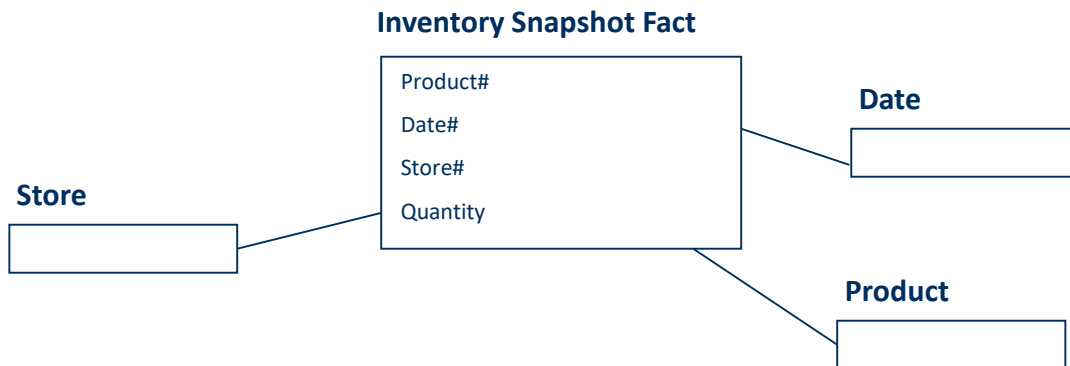 Inventory Snapshot Fact
Product#
Date#
Store#
Quantity
Date
Store
Product